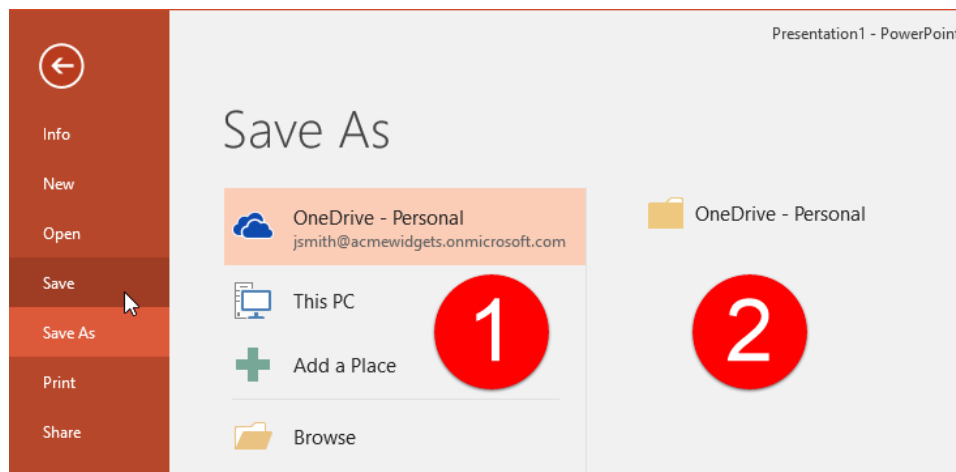 Presentation1 - PowerPoint
Info
New
Open
Save
Save As
Print
Share
Save As
OneDrive - Personal
jsmith@acmewidgets.onmicrosoft.com
This PC
Add a Place
Browse
1
OneDrive - Personal
2